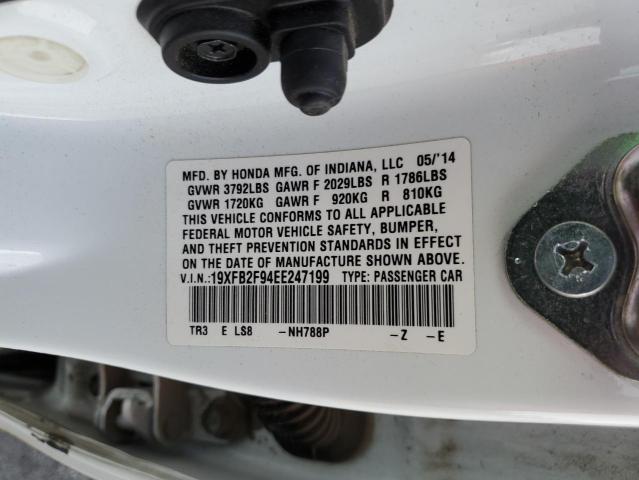 MFD. BY HONDA MFG. OF INDIANA, LLC 05/'14
GVWR 3792LBS GAWR F 2029LBS R 1786LBS
GVWR 1720KG GAWR F 920KG R 810KG
THIS VEHICLE CONFORMS TO ALL APPLICABLE
FEDERAL MOTOR VEHICLE SAFETY, BUMPER,
AND THEFT PREVENTION STANDARDS IN EFFECT
ON THE DATE OF MANUFACTURE SHOWN ABOVE.
V.I.N.:19XFB2F94EE247199 TYPE: PASSENGER CAR
TR3 E LS8 -NH788P -Z -E